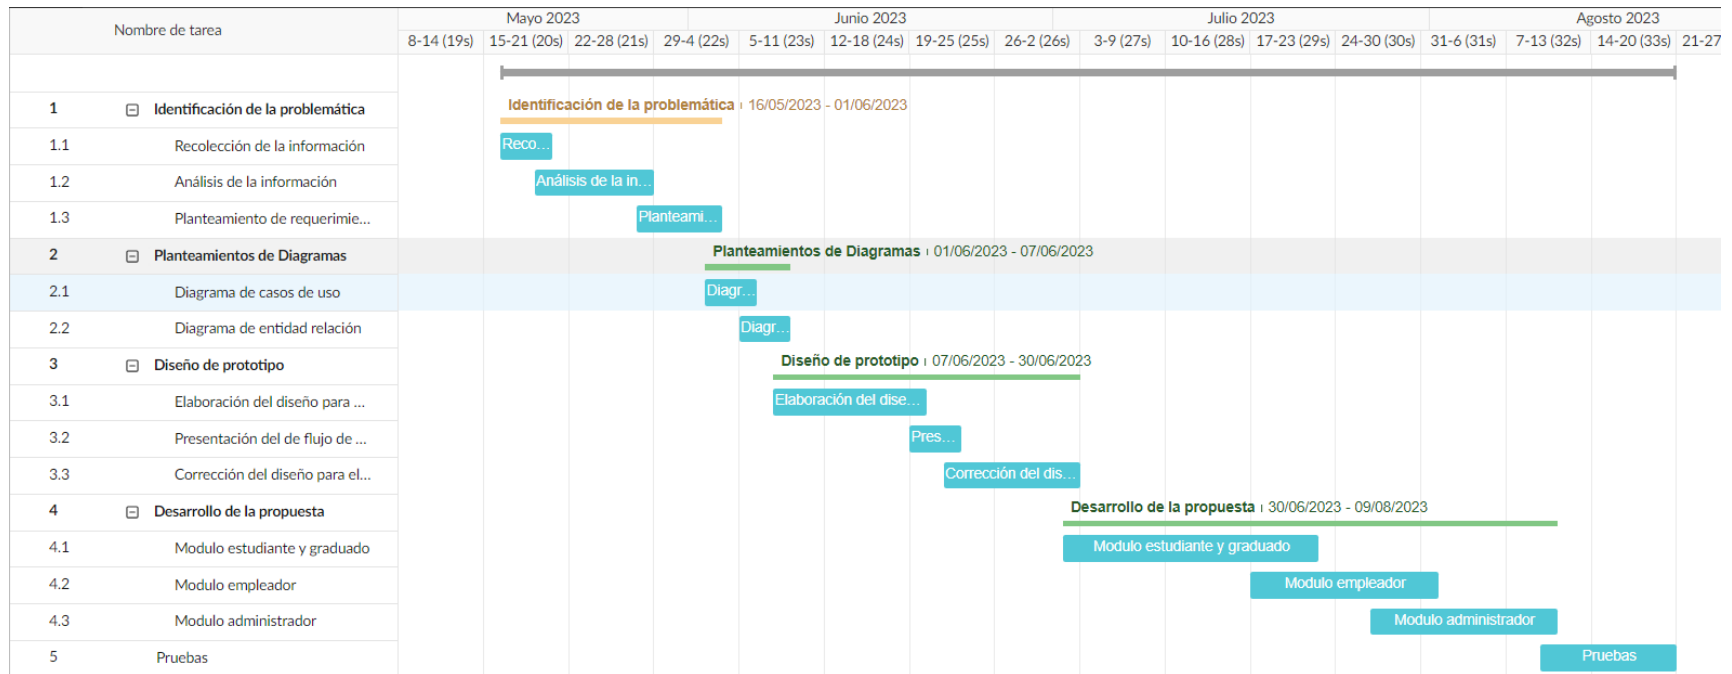 Nombre de tarea
Mayo 2023 Junio 2023 Julio 2023 Agosto 2023
8-14 (19s) 15-21 (20s) 22-28 (21s) 29-4 (22s) 5-11 (23s) 12-18 (24s) 19-25 (25s) 26-2 (26s) 3-9 (27s) 10-16 (28s) 17-23 (29s) 24-30 (30s) 31-6 (31s) 7-13 (32s) 14-20 (33s) 21-27
1 Identificación de la problemática Identificación de la problemática 16/05/2023 - 01/06/2023
1.1 Recolección de la información Reco...
1.2 Análisis de la información Análisis de la in...
1.3 Planteamiento de requerimie... Planteami...
2 Planteamientos de Diagramas Planteamientos de Diagramas 01/06/2023 - 07/06/2023
2.1 Diagrama de casos de uso Diagr...
2.2 Diagrama de entidad relación Diagr...
3 Diseño de prototipo Diseño de prototipo 07/06/2023 - 30/06/2023
3.1 Elaboración del diseño para ... Elaboración del dise...
3.2 Presentación del de flujo de ... Pres...
3.3 Corrección del diseño para el... Corrección del dis...
4 Desarrollo de la propuesta Desarrollo de la propuesta 30/06/2023 - 09/08/2023
4.1 Modulo estudiante y graduado Modulo estudiante y graduado
4.2 Modulo empleador Modulo empleador
4.3 Modulo administrador Modulo administrador
5 Pruebas Pruebas